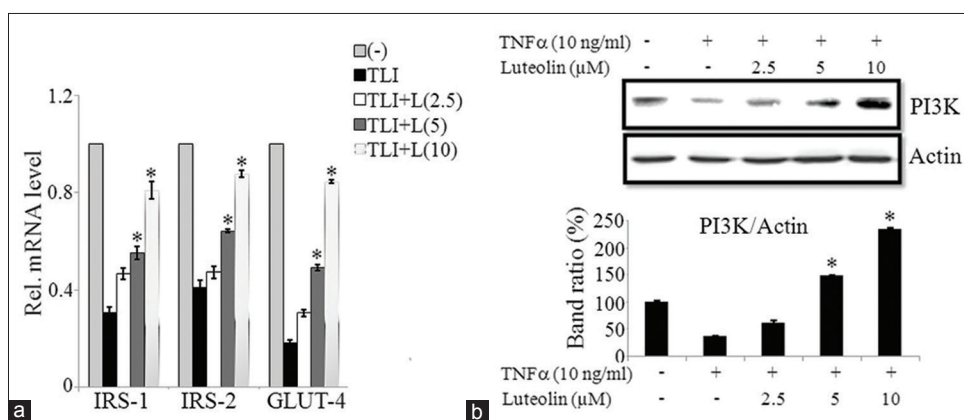 (-)
TLI
TLI+L(2.5)
TLI+L(5)
TLI+L(10)
Rel. mRNA level
1.2
0.8
0.4
0
* * *
* * *
IRS-1 IRS-2 GLUT-4
a
TNFα (10 ng/ml) - + + + +
Luteolin (µM) - - 2.5 5 10
PI3K
Actin
PI3K/Actin
Band ratio (%)
250
200
150
100
50
0
* *
TNFα (10 ng/ml) - + + + +
Luteolin (µM) - - 2.5 5 10
b